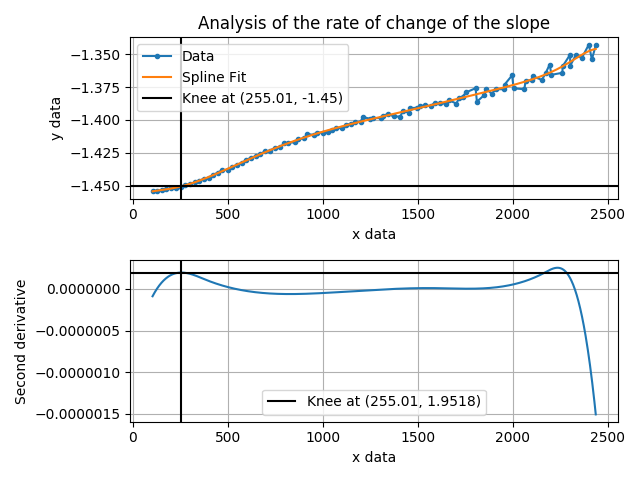 Analysis of the rate of change of the slope
−1.350
−1.375
−1.400
−1.425
−1.450
y data
Data
Spline Fit
Knee at (255.01, -1.45)
0
500
1000
1500
2000
2500
x data
0.0000000
−0.0000005
−0.0000010
−0.0000015
Second derivative
Knee at (255.01, 1.9518)
0
500
1000
1500
2000
2500
x data